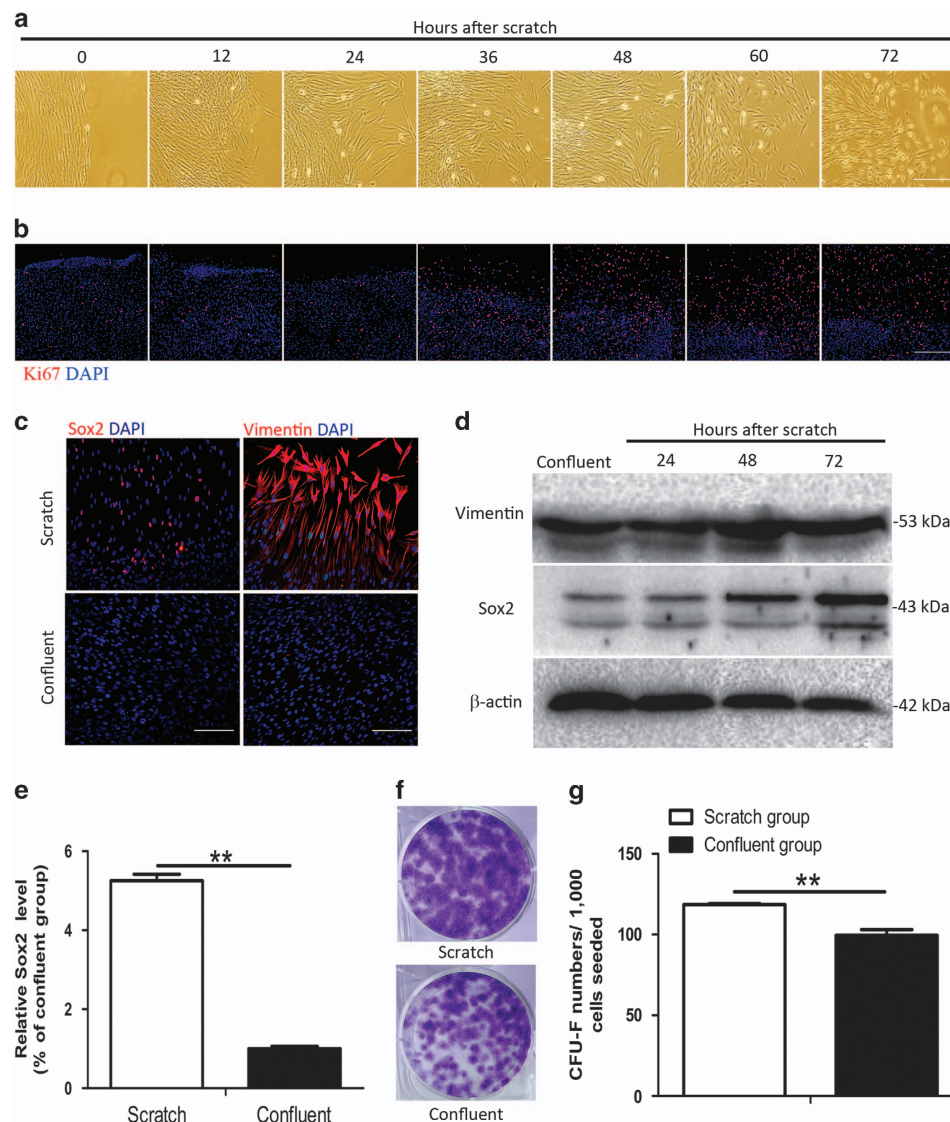 a
Hours after scratch
0 12 24 36 48 60 72
b
Ki67 DAPI
c
Sox2 DAPI Vimentin DAPI
Scratch
Confluent
d
Hours after scratch
Confluent 24 48 72
Vimentin -53 kDa
Sox2 -43 kDa
β-actin -42 kDa
e
Relative Sox2 level
(% of confluent group)
6
4
2
0
**
Scratch Confluent
f
Scratch
Confluent
g
Scratch group
Confluent group
CFU-F numbers/ 1,000
cells seeded
150
100
50
0
**